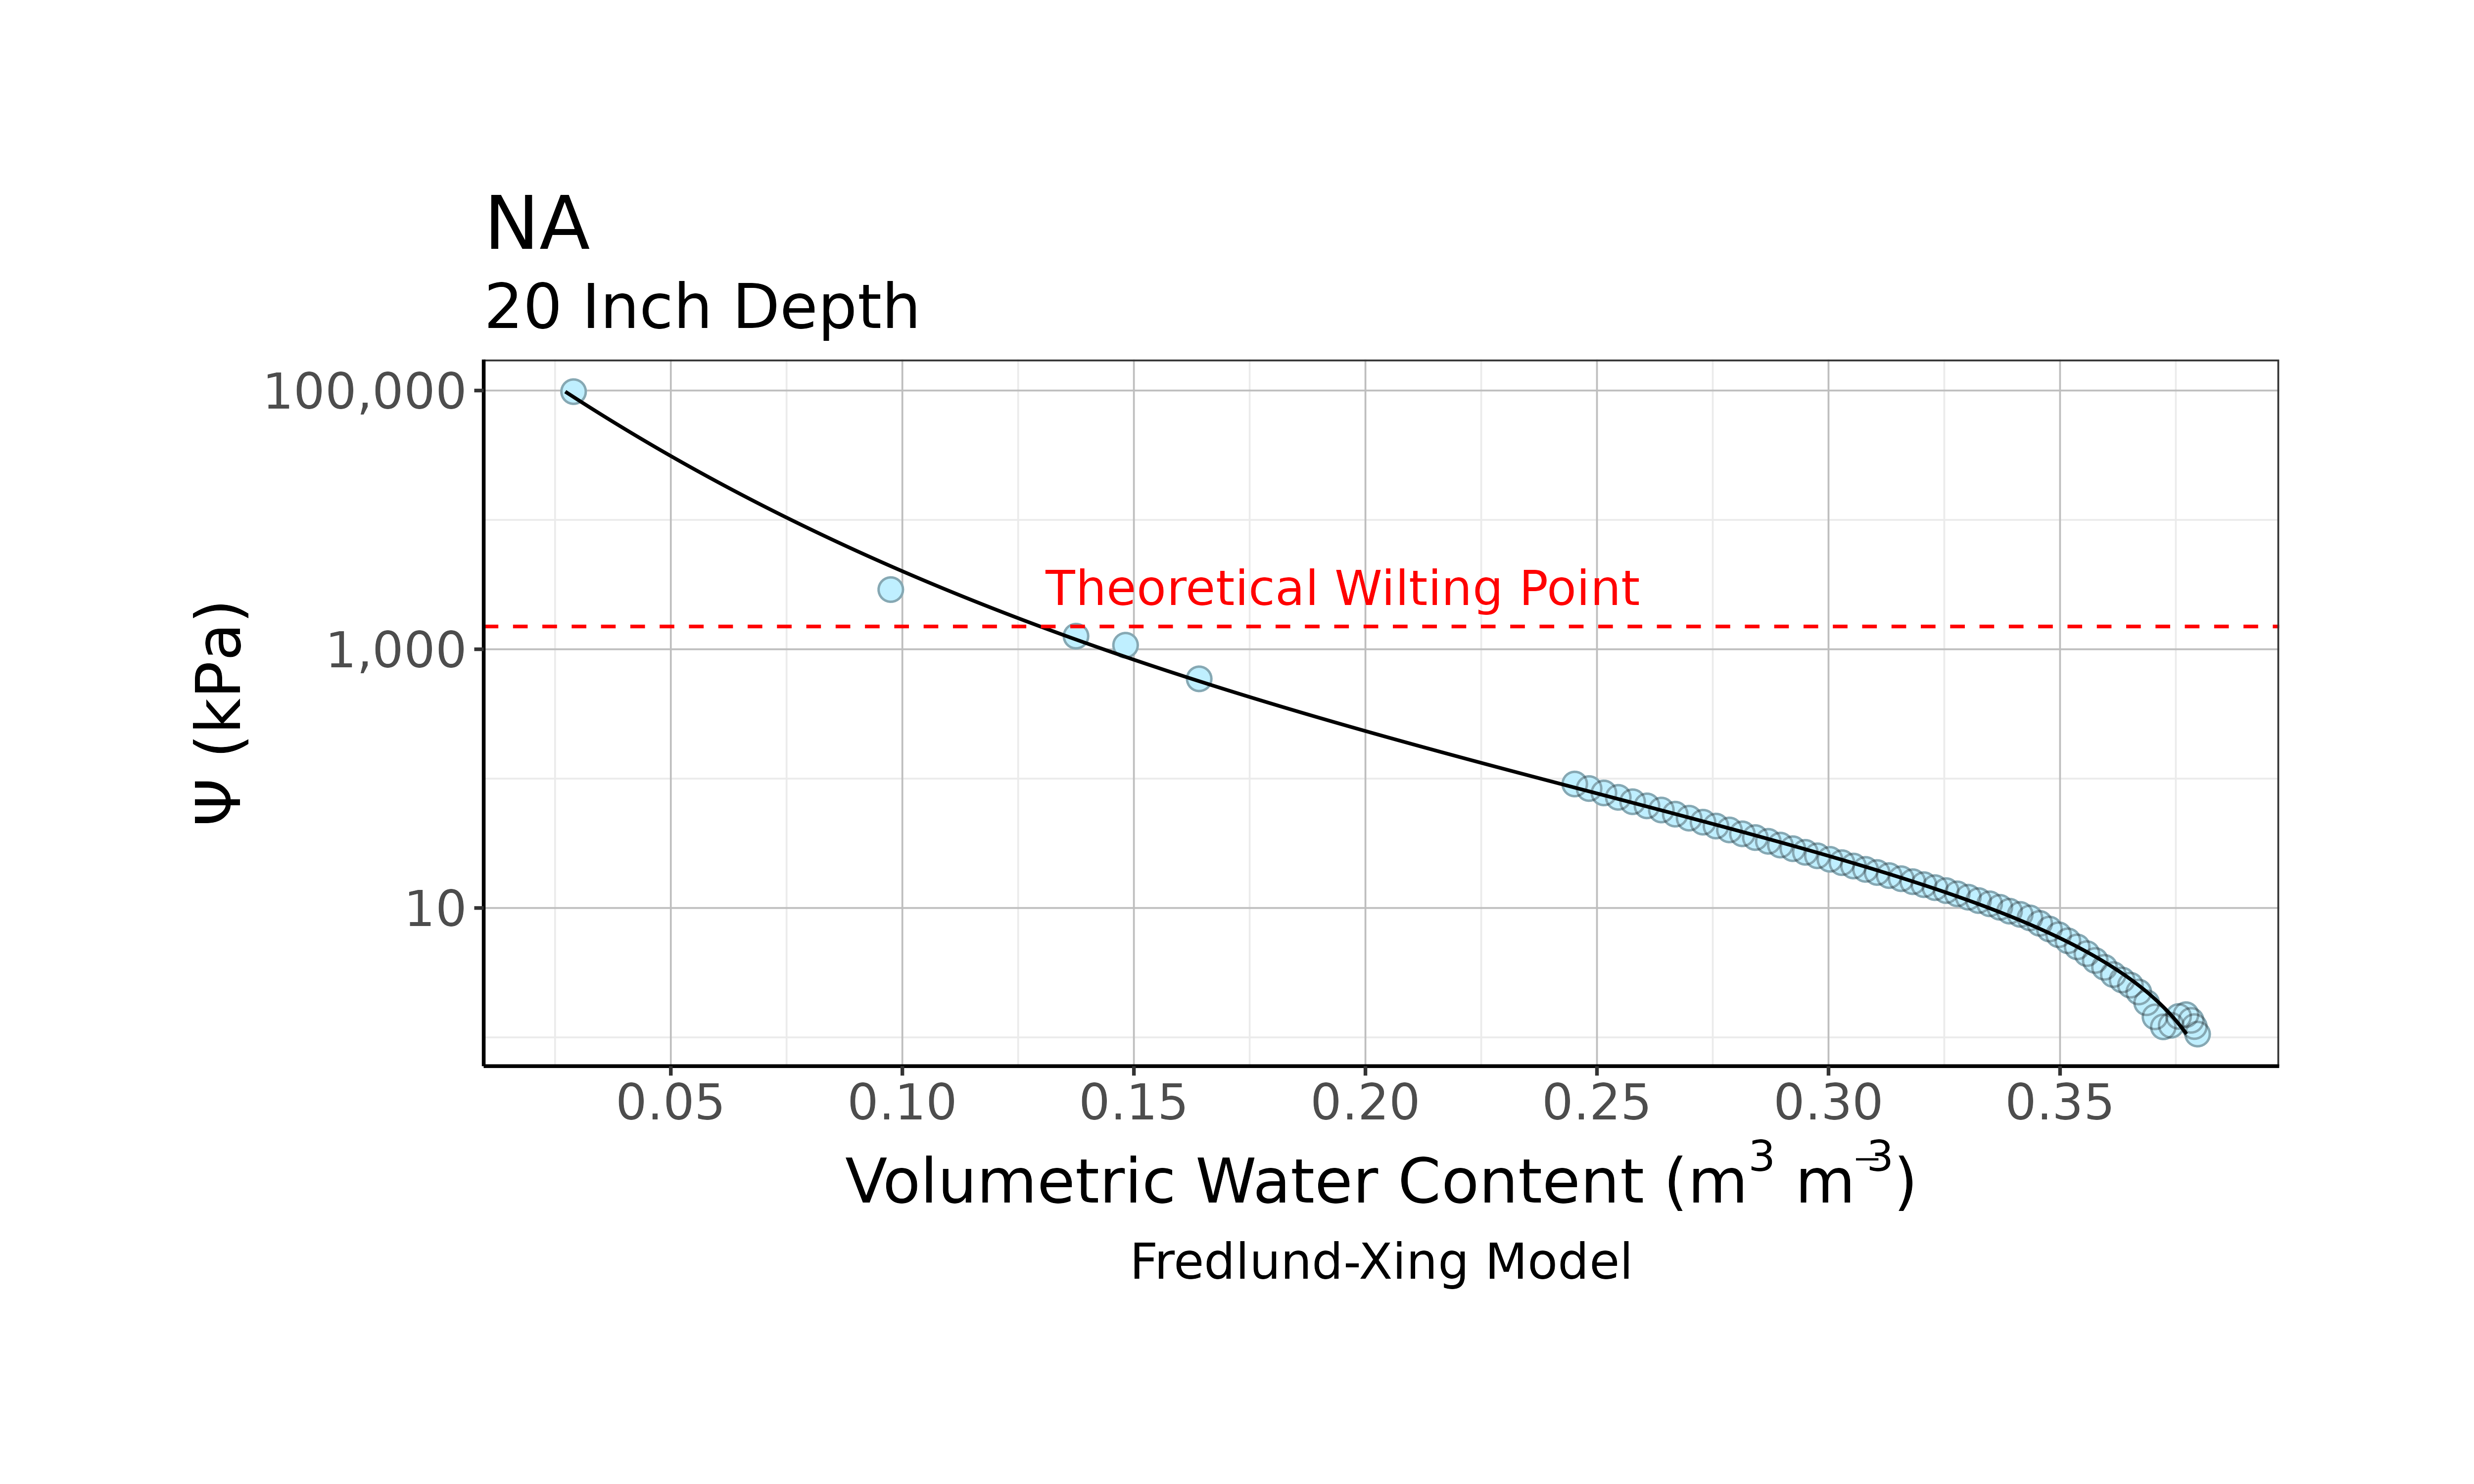 NA
20 Inch Depth
100,000
1,000
10
Ψ (kPa)
Theoretical Wilting Point
0.05 0.10 0.15 0.20 0.25 0.30 0.35
Volumetric Water Content (m³ m⁻³)
Fredlund-Xing Model